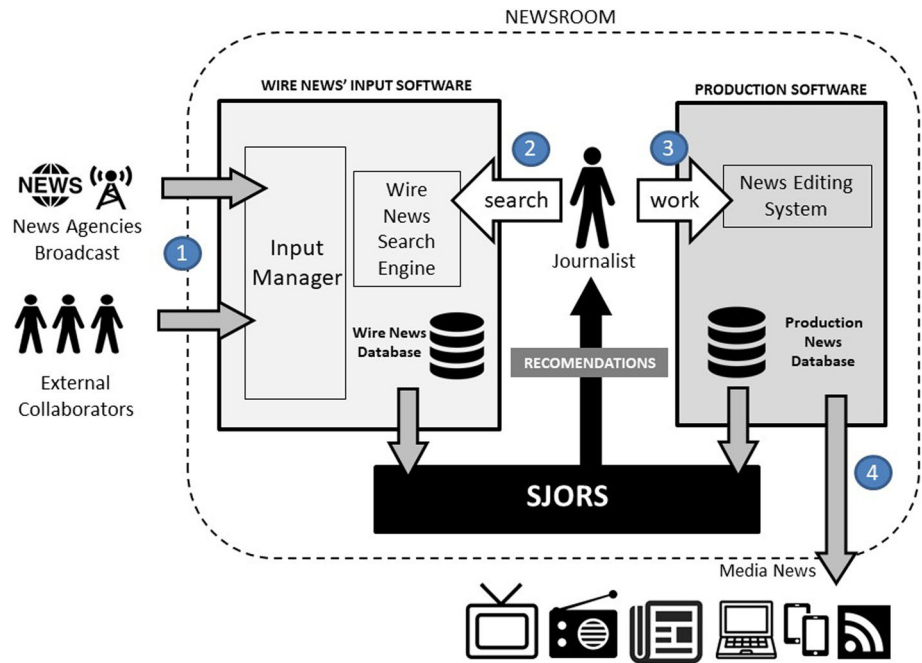 NEWSROOM
WIRE NEWS' INPUT SOFTWARE
PRODUCTION SOFTWARE
NEWS
News Agencies
Broadcast
1
External
Collaborators
Input
Manager
Wire
News
Search
Engine
Wire News
Database
2
search
Journalist
3
work
News Editing
System
Production
News
Database
RECOMENDATIONS
SJORS
4
Media News